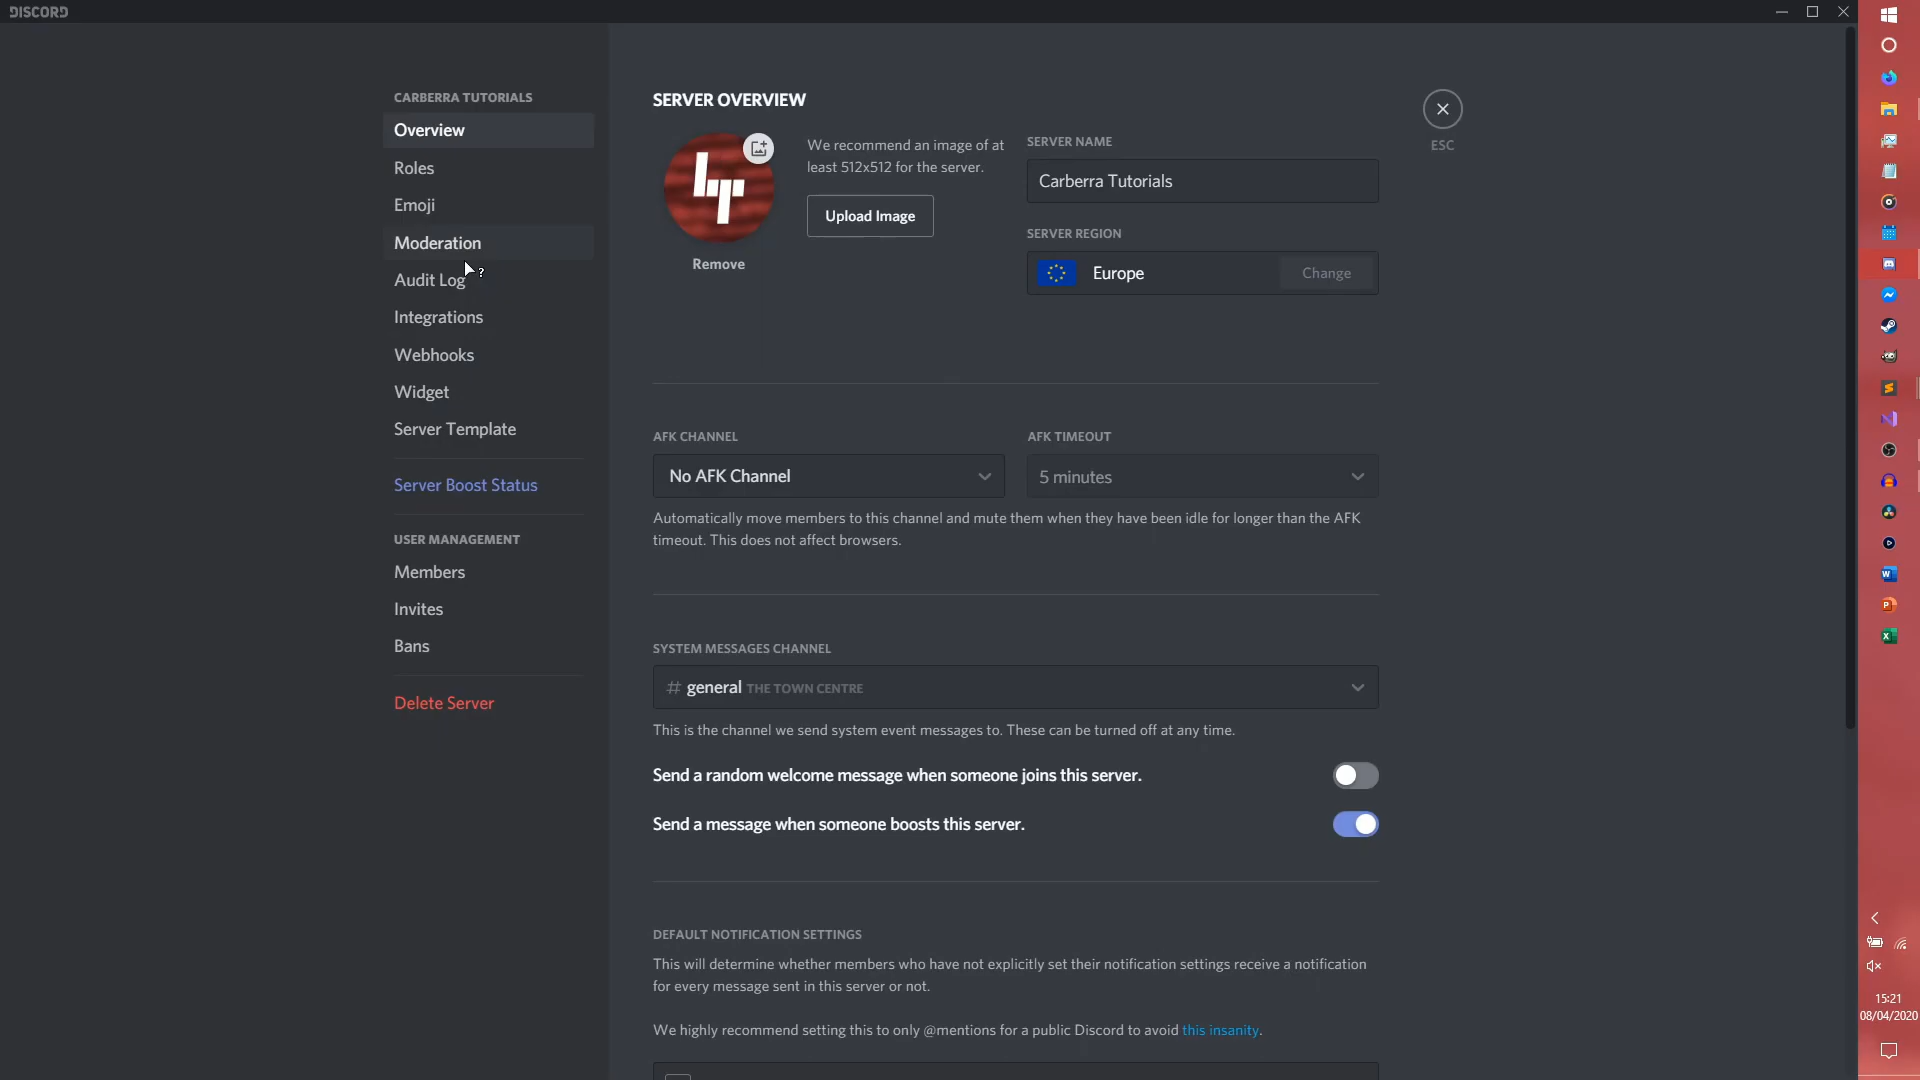 DISCORD
CARBERRA TUTORIALS
Overview
Roles
Emoji
Moderation
Audit Log
Integrations
Webhooks
Widget
Server Template
Server Boost Status
USER MANAGEMENT
Members
Invites
Bans
Delete Server
SERVER OVERVIEW
We recommend an image of at
least 512x512 for the server.
Upload Image
Remove
SERVER NAME
Carberra Tutorials
SERVER REGION
Europe
Change
ESC
AFK CHANNEL
No AFK Channel
AFK TIMEOUT
5 minutes
Automatically move members to this channel and mute them when they have been idle for longer than the AFK
timeout. This does not affect browsers.
SYSTEM MESSAGES CHANNEL
# general THE TOWN CENTRE
This is the channel we send system event messages to. These can be turned off at any time.
Send a random welcome message when someone joins this server.
Send a message when someone boosts this server.
DEFAULT NOTIFICATION SETTINGS
This will determine whether members who have not explicitly set their notification settings receive a notification
for every message sent in this server or not.
We highly recommend setting this to only @mentions for a public Discord to avoid this insanity.
15:21
08/04/2020